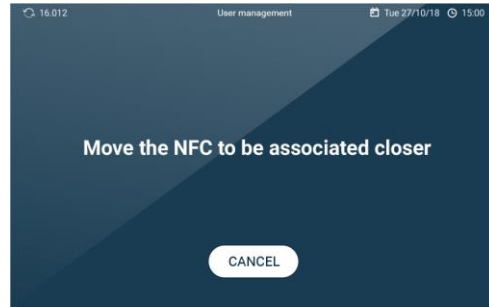 16.012 User management Tue 27/10/18 15:00
Move the NFC to be associated closer
CANCEL